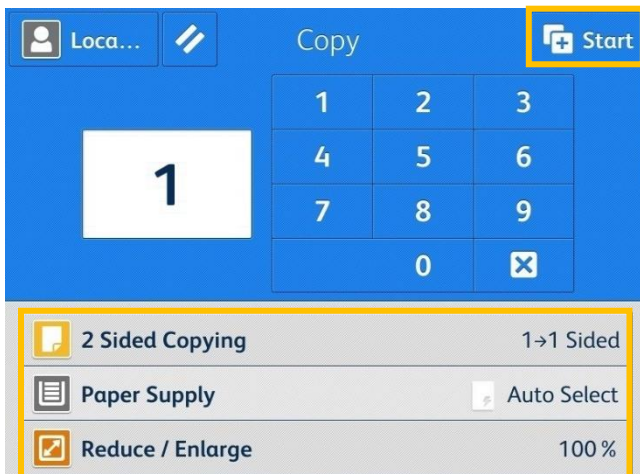 Loca... Copy Start
1 2 3
1
4 5 6
7 8 9
0
2 Sided Copying 1→1 Sided
Paper Supply Auto Select
Reduce / Enlarge 100 %